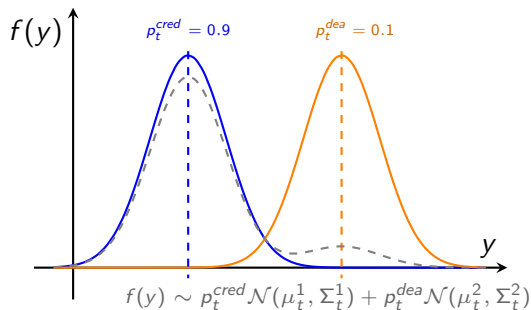 f(y)
p_t^{cred} = 0.9
p_t^{dea} = 0.1
y
f(y) ∼ p_t^{cred} 𝒩(μ_t^1, Σ_t^1) + p_t^{dea} 𝒩(μ_t^2, Σ_t^2)